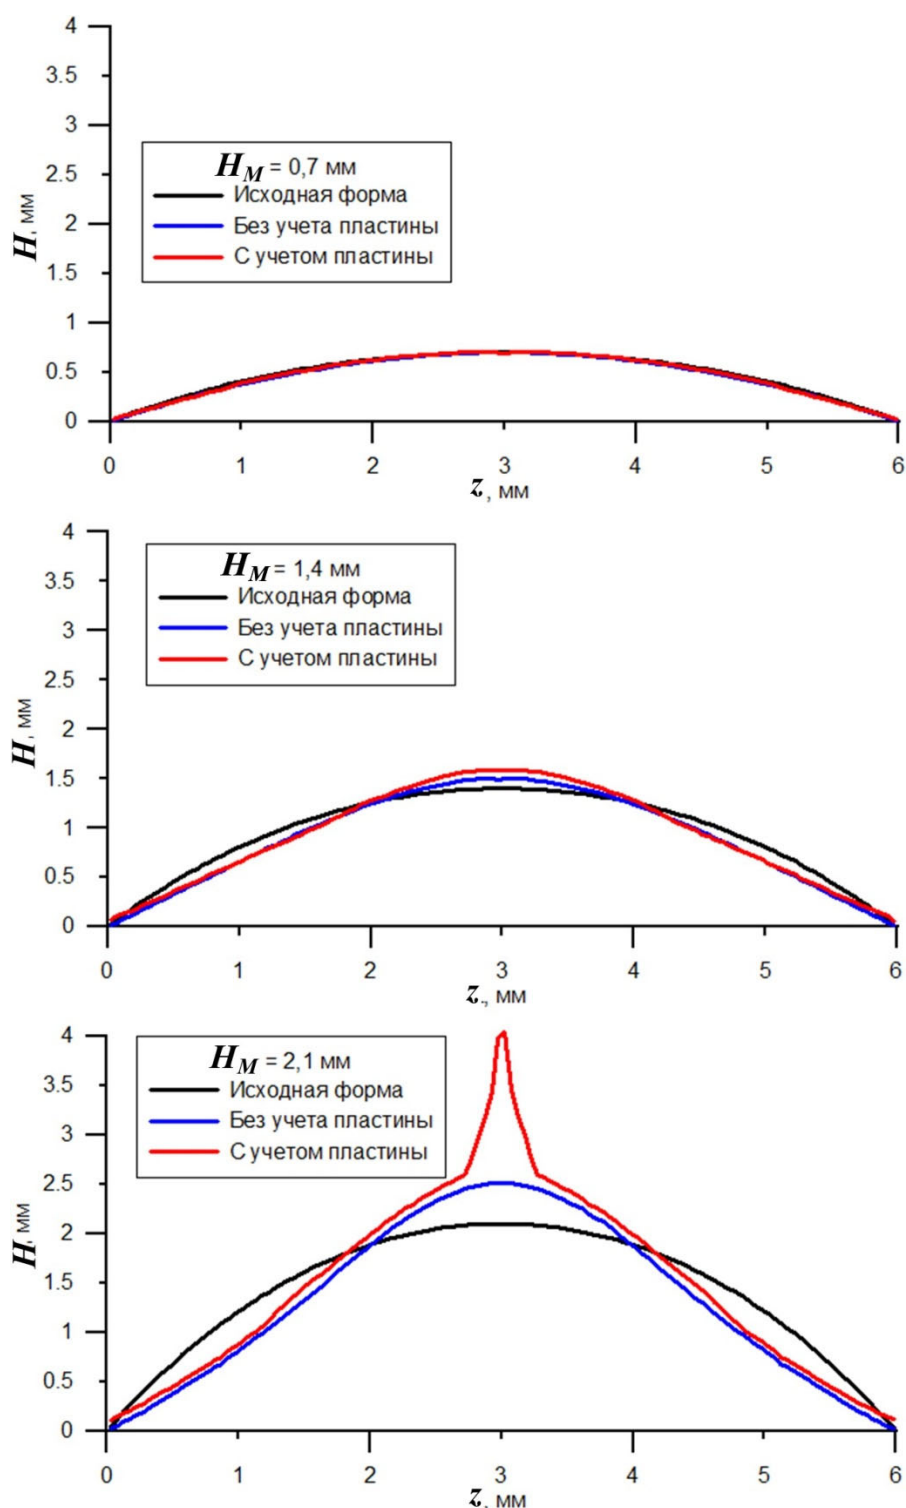 4
3.5
3
H_M = 0,7 мм
2.5
Исходная форма
H, мм
2
Без учета пластины
С учетом пластины
1.5
1
0.5
0
0 1 2 3 4 5 6
z, мм
4
H_M = 1,4 мм
3.5
Исходная форма
3
Без учета пластины
С учетом пластины
2.5
H, мм
2
1.5
1
0.5
0
0 1 2 3 4 5 6
z., мм
4
H_M = 2,1 мм
3.5
Исходная форма
Без учета пластины
3
С учетом пластины
2.5
H, мм
2
1.5
1
0.5
0
0 1 2 3 4 5 6
z, мм